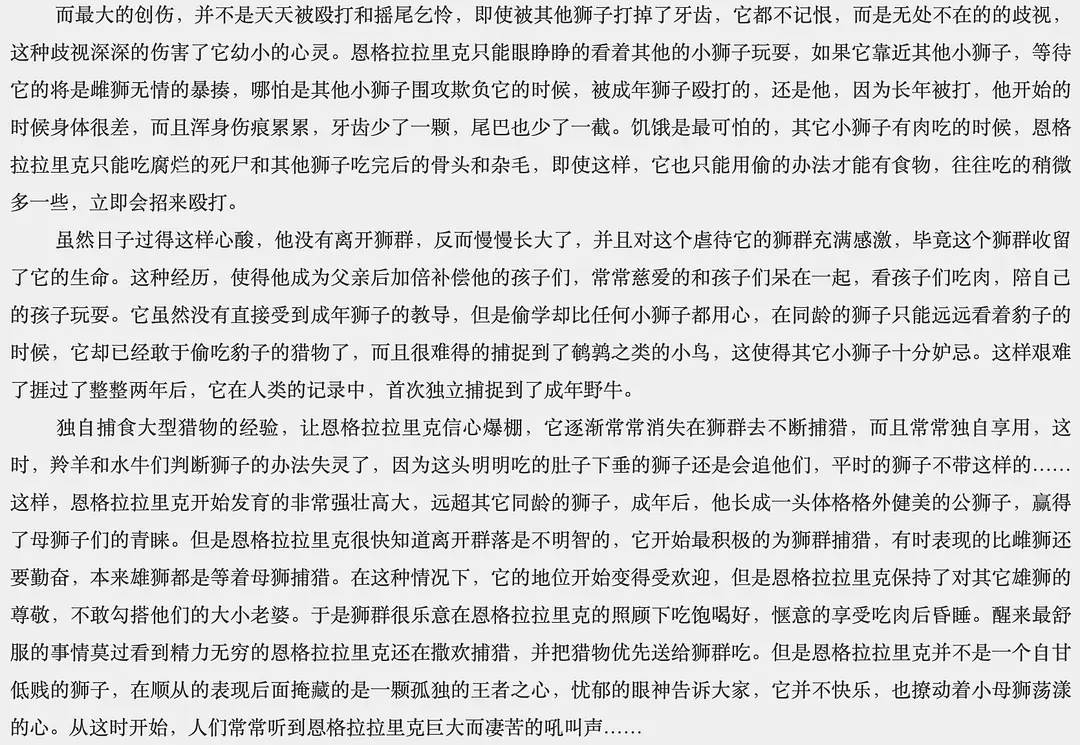 而最大的创伤，并不是天天被殴打和摇尾乞怜，即使被其他狮子打掉了牙齿，它都不记恨，而是无处不在的的歧视，
这种歧视深深的伤害了它幼小的心灵。恩格拉拉里克只能眼睁睁的看着其他的小狮子玩耍，如果它靠近其他小狮子，等待
它的将是雌狮无情的暴揍，哪怕是其他小狮子围攻欺负它的时候，被成年狮子殴打的，还是他，因为长年被打，他开始的
时候身体很差，而且浑身伤痕累累，牙齿少了一颗，尾巴也少了一截。饥饿是最可怕的，其它小狮子有肉吃的时候，恩格
拉拉里克只能吃腐烂的死尸和其他狮子吃完后的骨头和杂毛，即使这样，它也只能用偷的办法才能有食物，往往吃的稍微
多一些，立即会招来殴打。
虽然日子过得这样心酸，他没有离开狮群，反而慢慢长大了，并且对这个虐待它的狮群充满感激，毕竟这个狮群收留
了它的生命。这种经历，使得他成为父亲后加倍补偿他的孩子们，常常慈爱的和孩子们呆在一起，看孩子们吃肉，陪自己
的孩子玩耍。它虽然没有直接受到成年狮子的教导，但是偷学却比任何小狮子都用心，在同龄的狮子只能远远看着豹子的
时候，它却已经敢于偷吃豹子的猎物了，而且很难得的捕捉到了鹌鹑之类的小鸟，这使得其它小狮子十分妒忌。这样艰难
了捱过了整整两年后，它在人类的记录中，首次独立捕捉到了成年野牛。
独自捕食大型猎物的经验，让恩格拉拉里克信心爆棚，它逐渐常常消失在狮群去不断捕猎，而且常常独自享用，这
时，羚羊和水牛们判断狮子的办法失灵了，因为这头明明吃的肚子下垂的狮子还是会追他们，平时的狮子不带这样的……
这样，恩格拉拉里克开始发育的非常强壮高大，远超其它同龄的狮子，成年后，他长成一头体格格外健美的公狮子，赢得
了母狮子们的青睐。但是恩格拉拉里克很快知道离开群落是不明智的，它开始最积极的为狮群捕猎，有时表现的比雌狮还
要勤奋，本来雄狮都是等着母狮捕猎。在这种情况下，它的地位开始变得受欢迎，但是恩格拉拉里克保持了对其它雄狮的
尊敬，不敢勾搭他们的大小老婆。于是狮群很乐意在恩格拉拉里克的照顾下吃饱喝好，惬意的享受吃肉后昏睡。醒来最舒
服的事情莫过看到精力无穷的恩格拉拉里克还在撒欢捕猎，并把猎物优先送给狮群吃。但是恩格拉拉里克并不是一个自甘
低贱的狮子，在顺从的表现后面掩藏的是一颗孤独的王者之心，忧郁的眼神告诉大家，它并不快乐，也撩动着小母狮荡漾
的心。从这时开始，人们常常听到恩格拉拉里克巨大而凄苦的吼叫声……